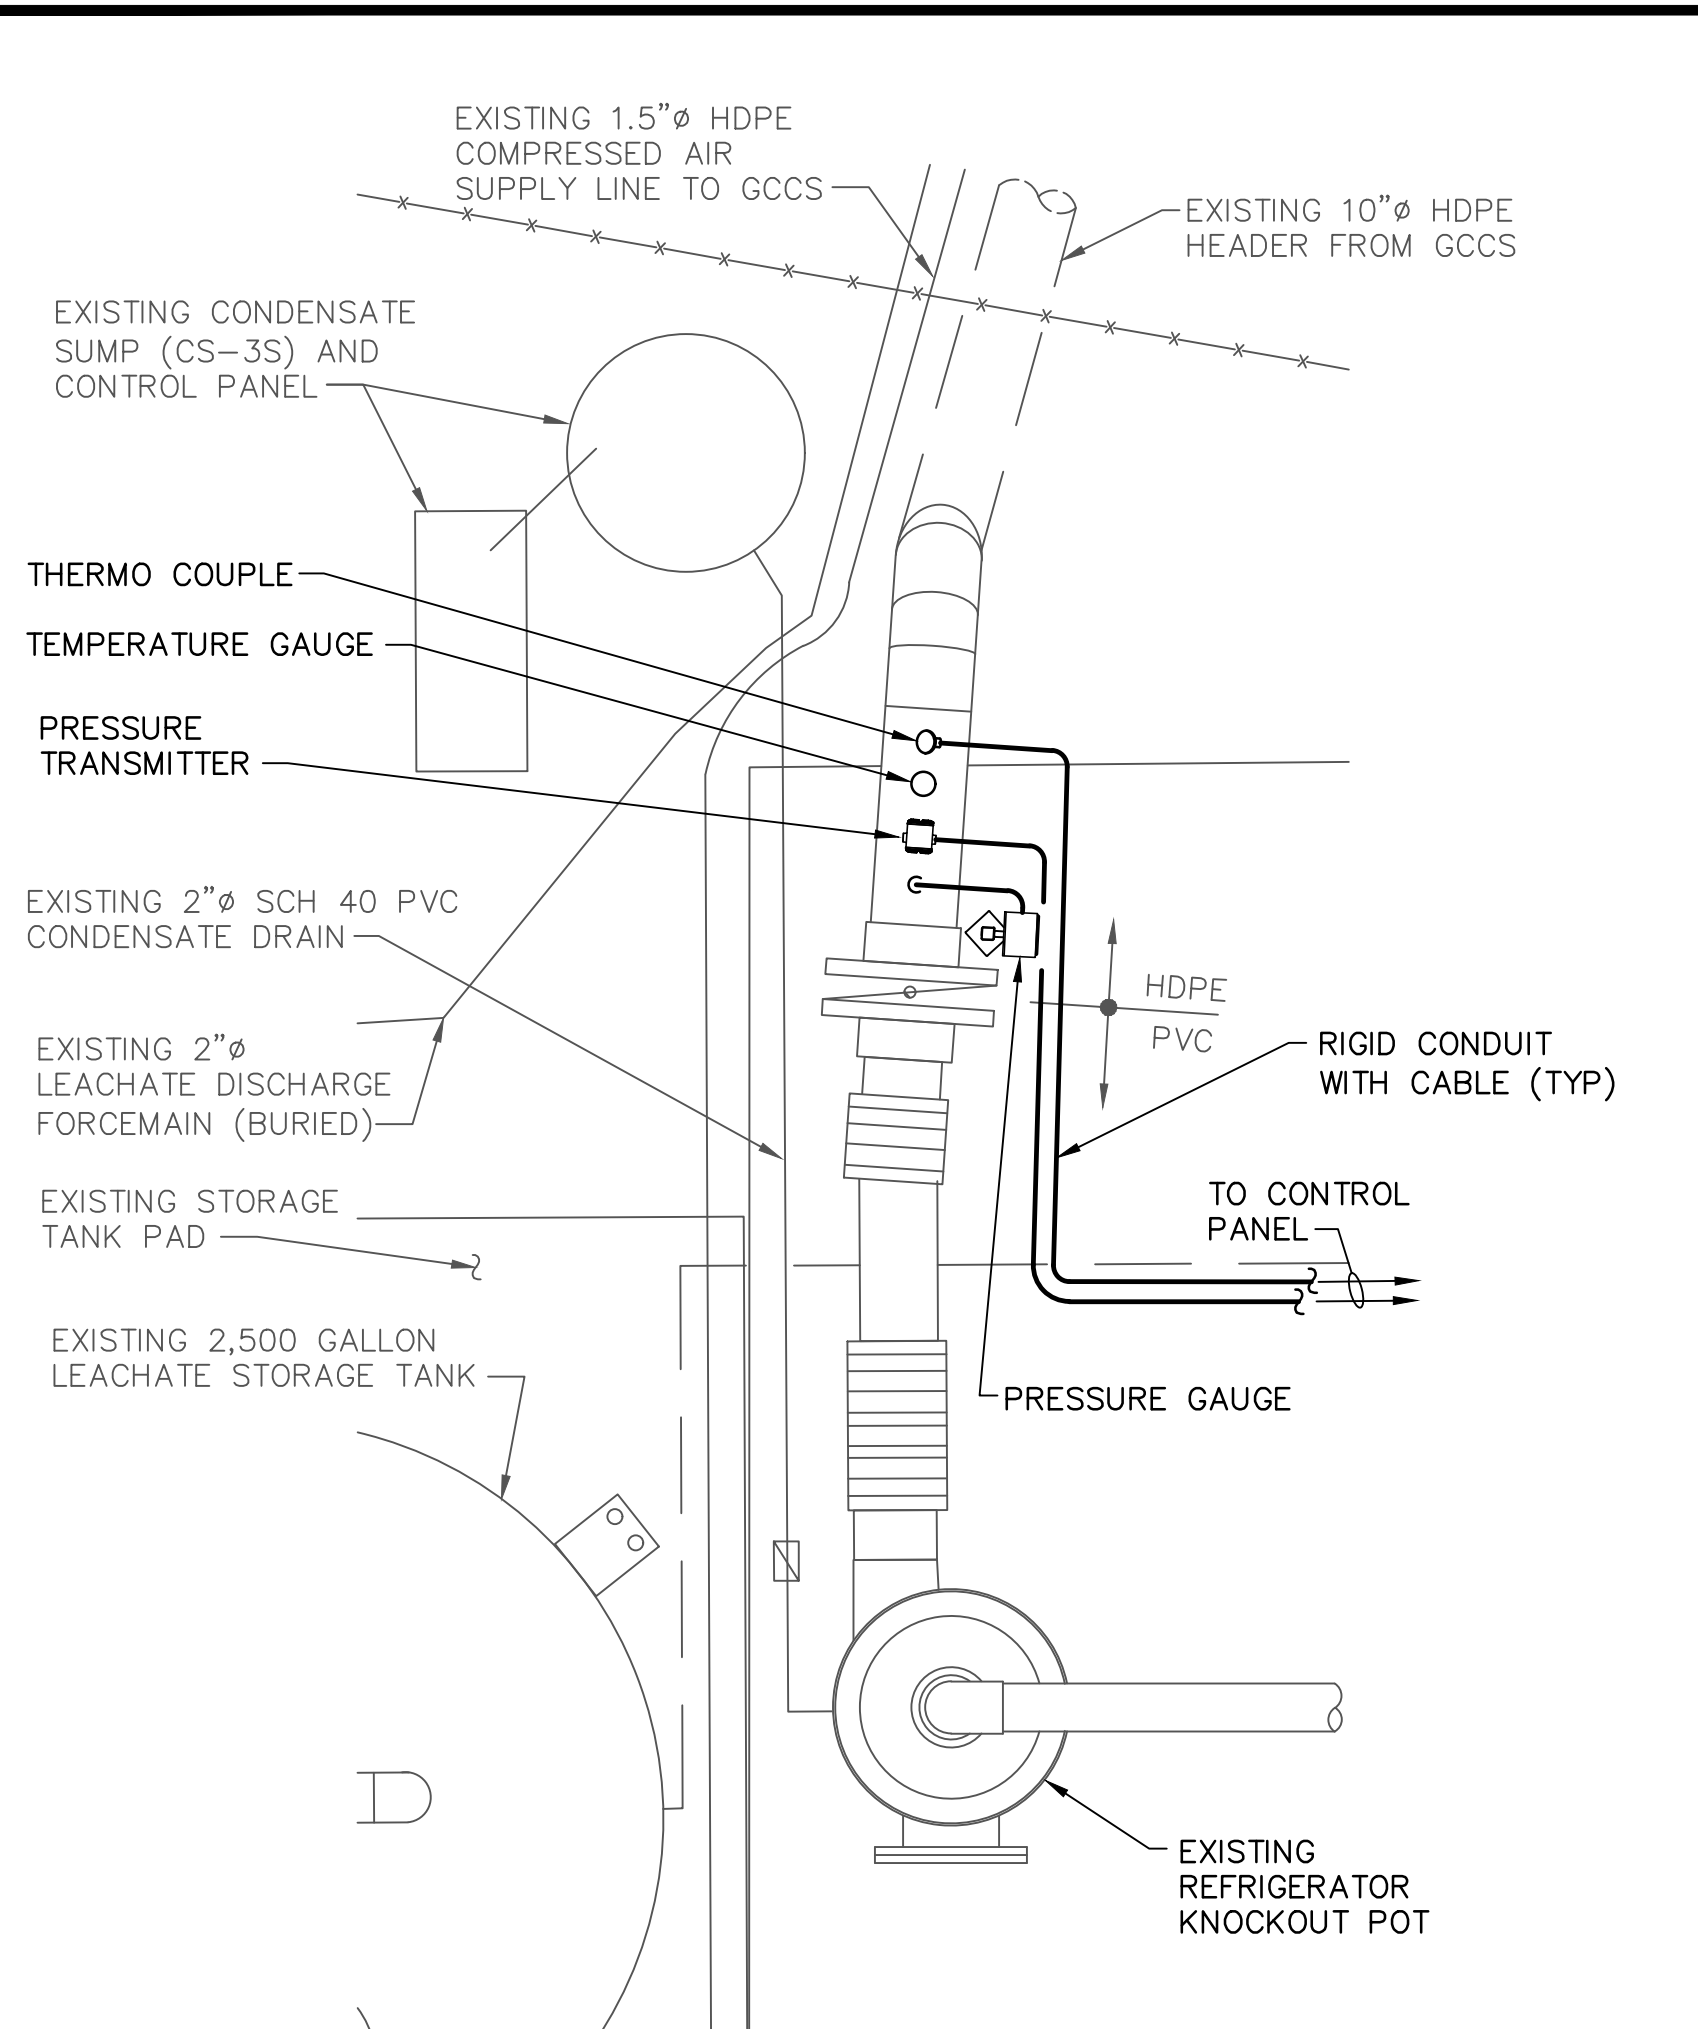 EXISTING 1.5"ø HDPE
COMPRESSED AIR
SUPPLY LINE TO GCCS
EXISTING 10"ø HDPE
HEADER FROM GCCS
EXISTING CONDENSATE
SUMP (CS-3S) AND
CONTROL PANEL
THERMO COUPLE
TEMPERATURE GAUGE
PRESSURE
TRANSMITTER
EXISTING 2"ø SCH 40 PVC
CONDENSATE DRAIN
HDPE
PVC
EXISTING 2"ø
LEACHATE DISCHARGE
FORCEMAIN (BURIED)
RIGID CONDUIT
WITH CABLE (TYP)
EXISTING STORAGE
TANK PAD
TO CONTROL
PANEL
EXISTING 2,500 GALLON
LEACHATE STORAGE TANK
PRESSURE GAUGE
EXISTING
REFRIGERATOR
KNOCKOUT POT